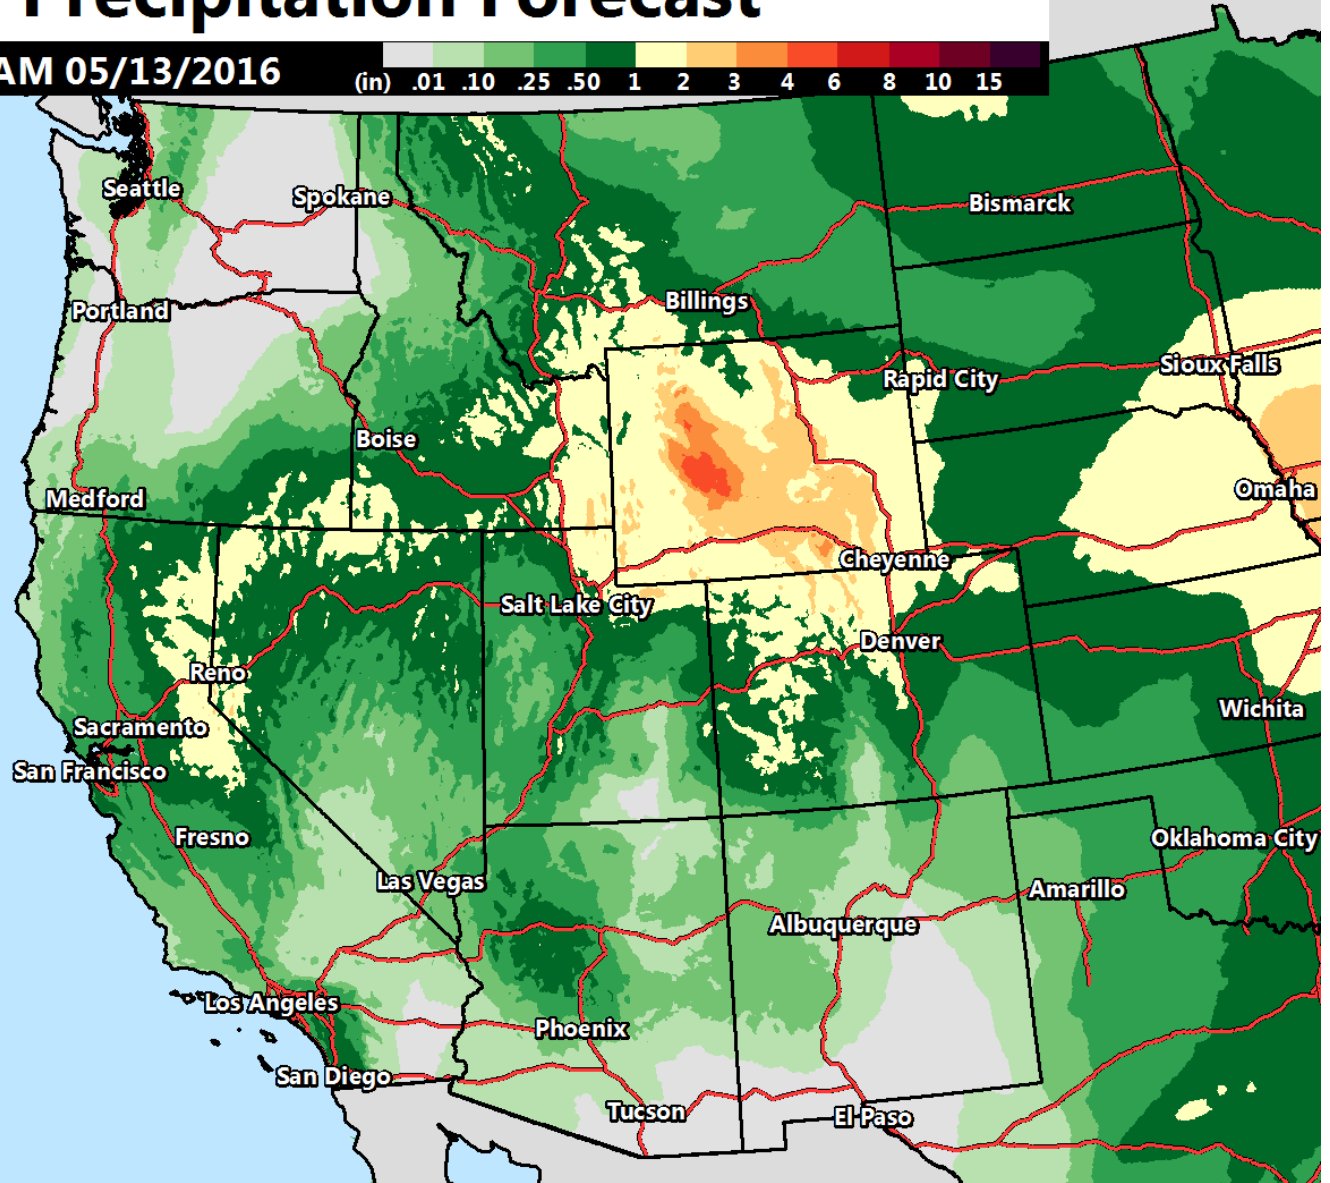 Precipitation Forecast
AM 05/13/2016
(in) .01 .10 .25 .50 1 2 3 4 6 8 10 15
Seattle
Spokane
Bismarck
Portland
Billings
Sioux Falls
Rapid City
Boise
Omaha
Medford
Cheyenne
Salt Lake City
Denver
Reno
Wichita
Sacramento
San Francisco
Fresno
Oklahoma City
Las Vegas
Amarillo
Albuquerque
Los Angeles
Phoenix
San Diego
Tucson
El Paso